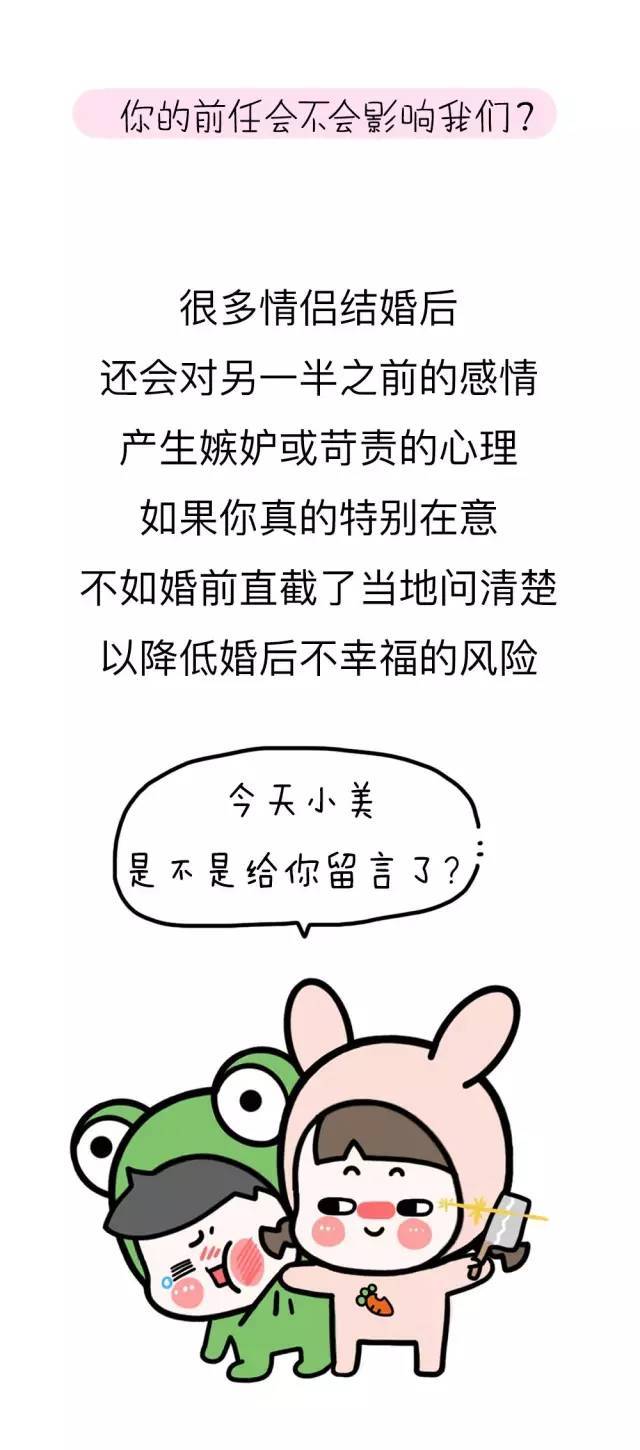 你的前任会不会影响我们？
很多情侣结婚后
还会对另一半之前的感情
产生嫉妒或苛责的心理
如果你真的特别在意
不如婚前直截了当地问清楚
以降低婚后不幸福的风险
今天小美
是不是给你留言了？